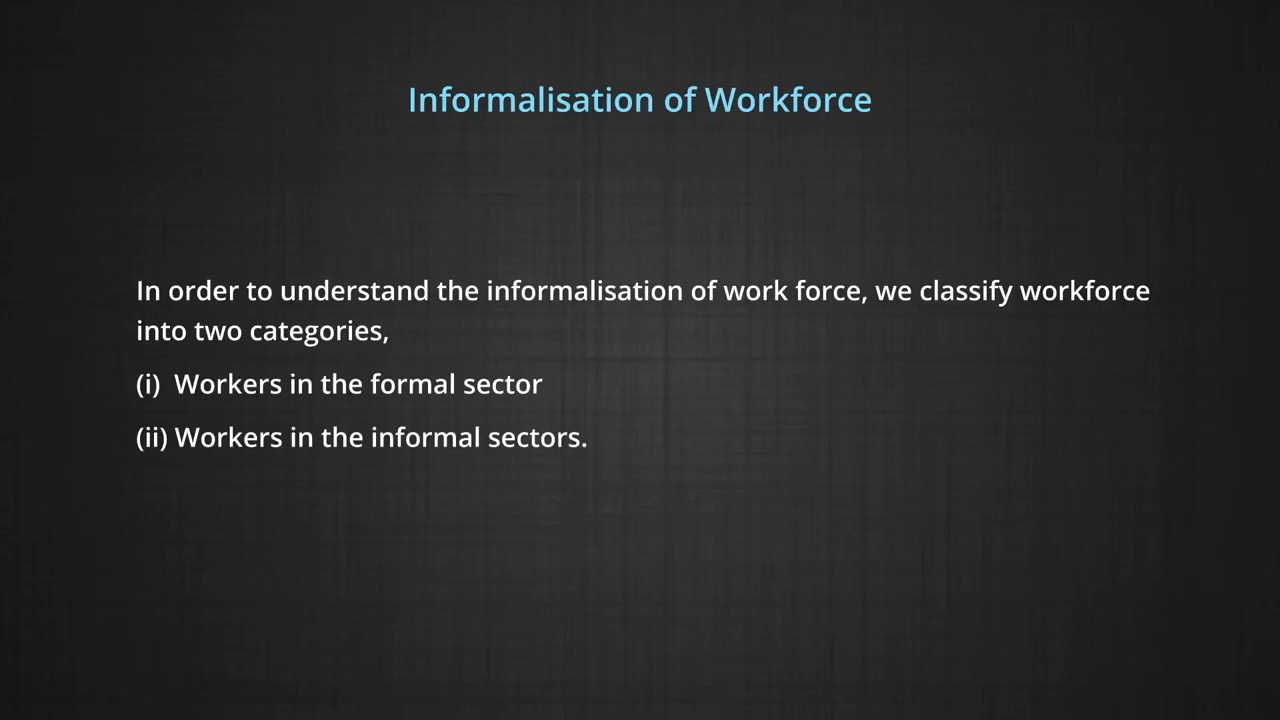 Informalisation of Workforce
In order to understand the informalisation of work force, we classify workforce
into two categories,
(i) Workers in the formal sector
(ii) Workers in the informal sectors.